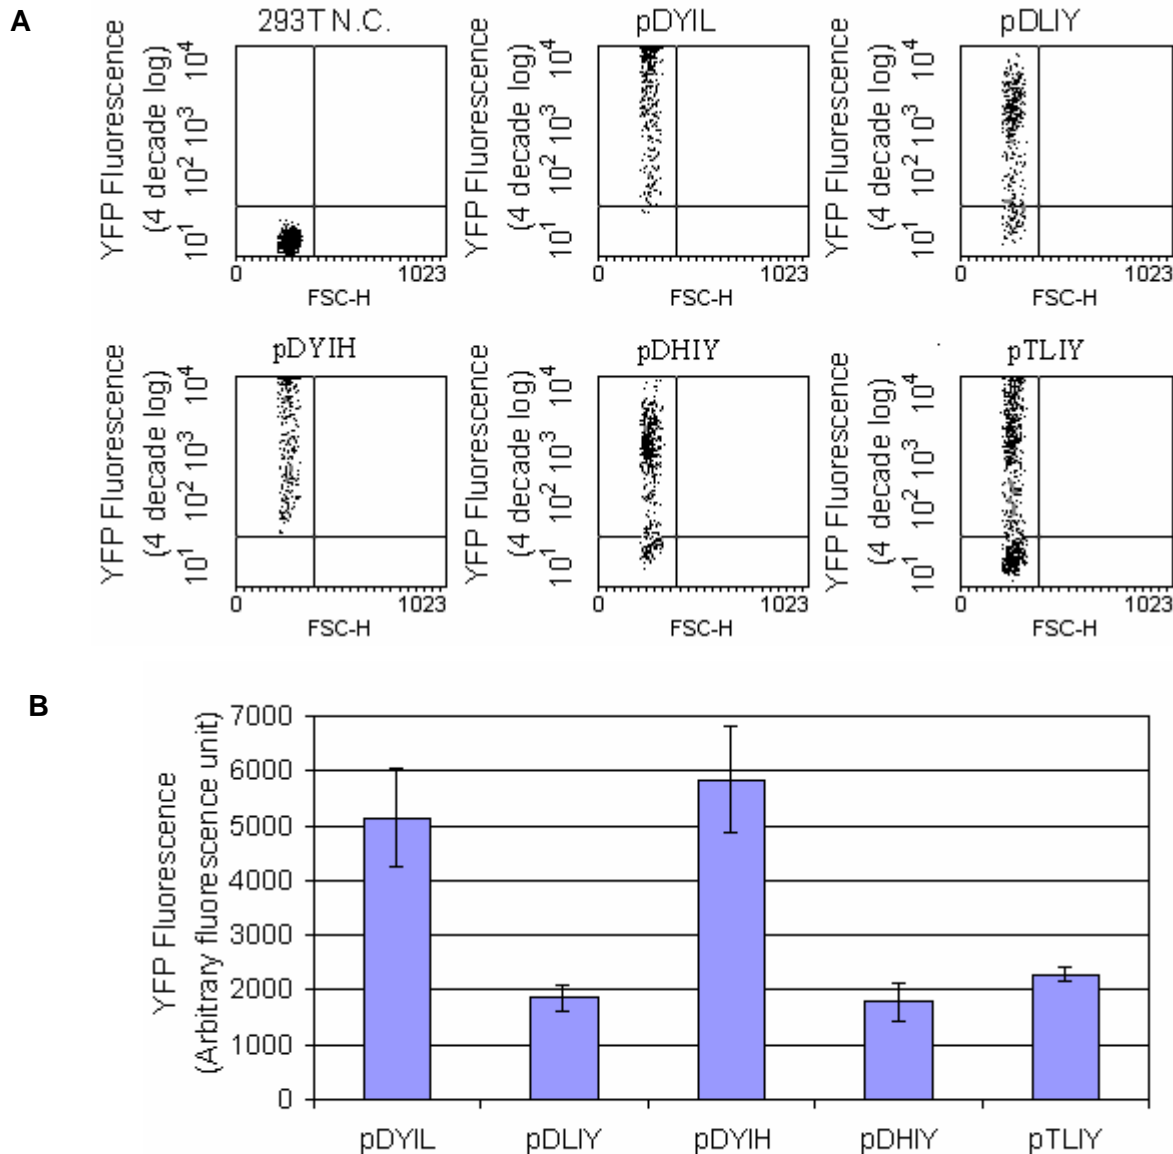 A
293T N.C.
YFP Fluorescence
(4 decade log)
10¹ 10² 10³ 10⁴
0 1023
FSC-H
pDYIL
YFP Fluorescence
(4 decade log)
10¹ 10² 10³ 10⁴
0 1023
FSC-H
pDLIY
YFP Fluorescence
(4 decade log)
10¹ 10² 10³ 10⁴
0 1023
FSC-H
pDYIH
YFP Fluorescence
(4 decade log)
10¹ 10² 10³ 10⁴
0 1023
FSC-H
pDHIY
YFP Fluorescence
(4 decade log)
10¹ 10² 10³ 10⁴
0 1023
FSC-H
pTLIY
YFP Fluorescence
(4 decade log)
10¹ 10² 10³ 10⁴
0 1023
FSC-H
B
YFP Fluorescence
(Arbitrary fluorescence unit)
7000
6000
5000
4000
3000
2000
1000
0
pDYIL pDLIY pDYIH pDHIY pTLIY